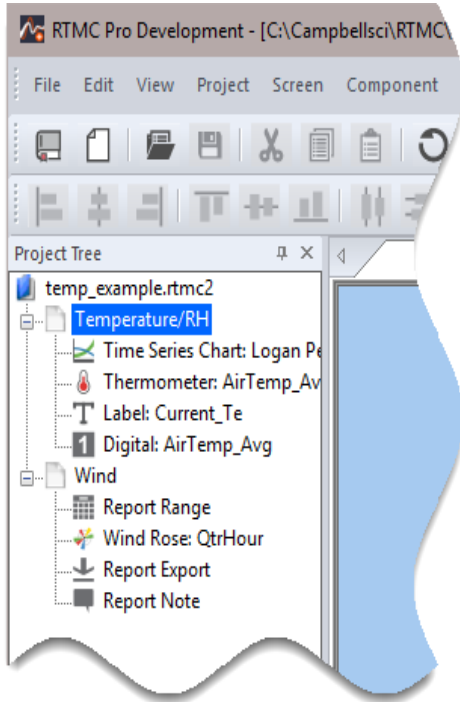 RTMC Pro Development - [C:\Campbellsci\RTMC\
File Edit View Project Screen Component
Project Tree
temp_example.rtmc2
Temperature/RH
Time Series Chart: Logan Pe
Thermometer: AirTemp_Av
T Label: Current_Te
1 Digital: AirTemp_Avg
Wind
Report Range
Wind Rose: QtrHour
Report Export
Report Note